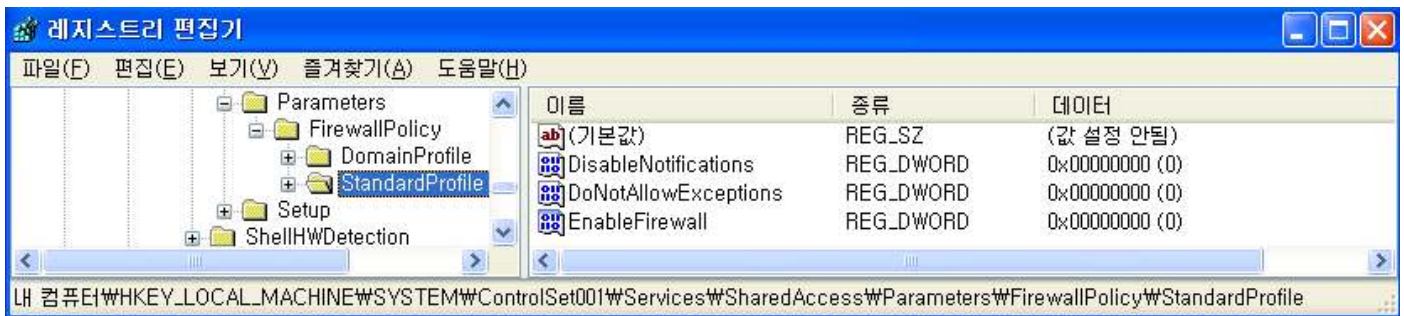 레지스트리 편집기
파일(F) 편집(E) 보기(V) 즐겨찾기(A) 도움말(H)
Parameters
FirewallPolicy
DomainProfile
StandardProfile
Setup
ShellHWDetection
이름 종류 데이터
(기본값) REG_SZ (값 설정 안됨)
DisableNotifications REG_DWORD 0x00000000 (0)
DoNotAllowExceptions REG_DWORD 0x00000000 (0)
EnableFirewall REG_DWORD 0x00000000 (0)
내 컴퓨터₩HKEY_LOCAL_MACHINE₩SYSTEM₩ControlSet001₩Services₩SharedAccess₩Parameters₩FirewallPolicy₩StandardProfile